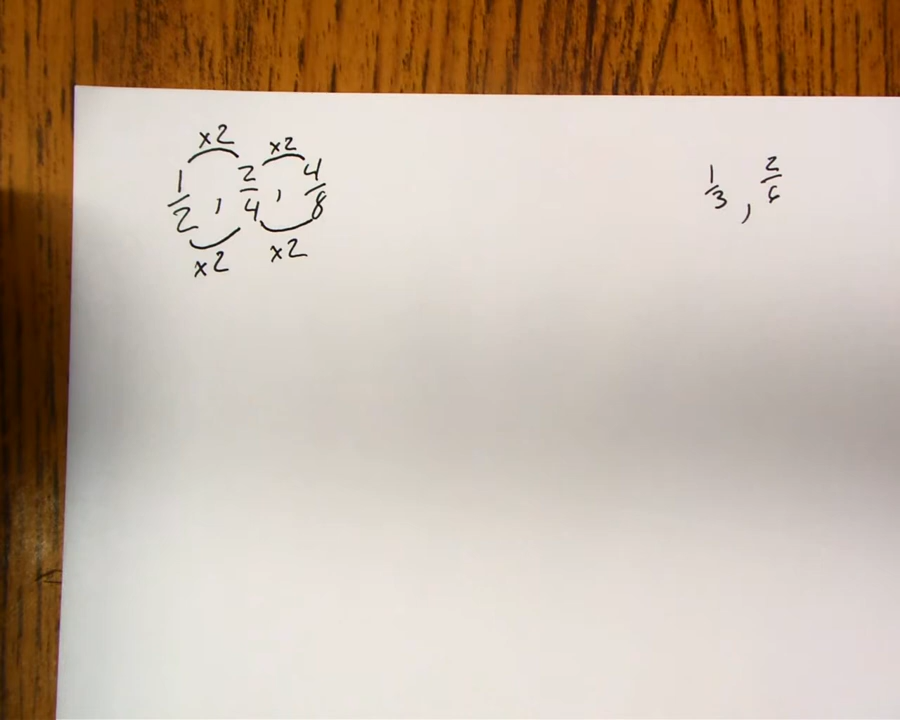 x2 x2
1/2 , 2/4 , 4/8
x2 x2
1/3 , 2/6